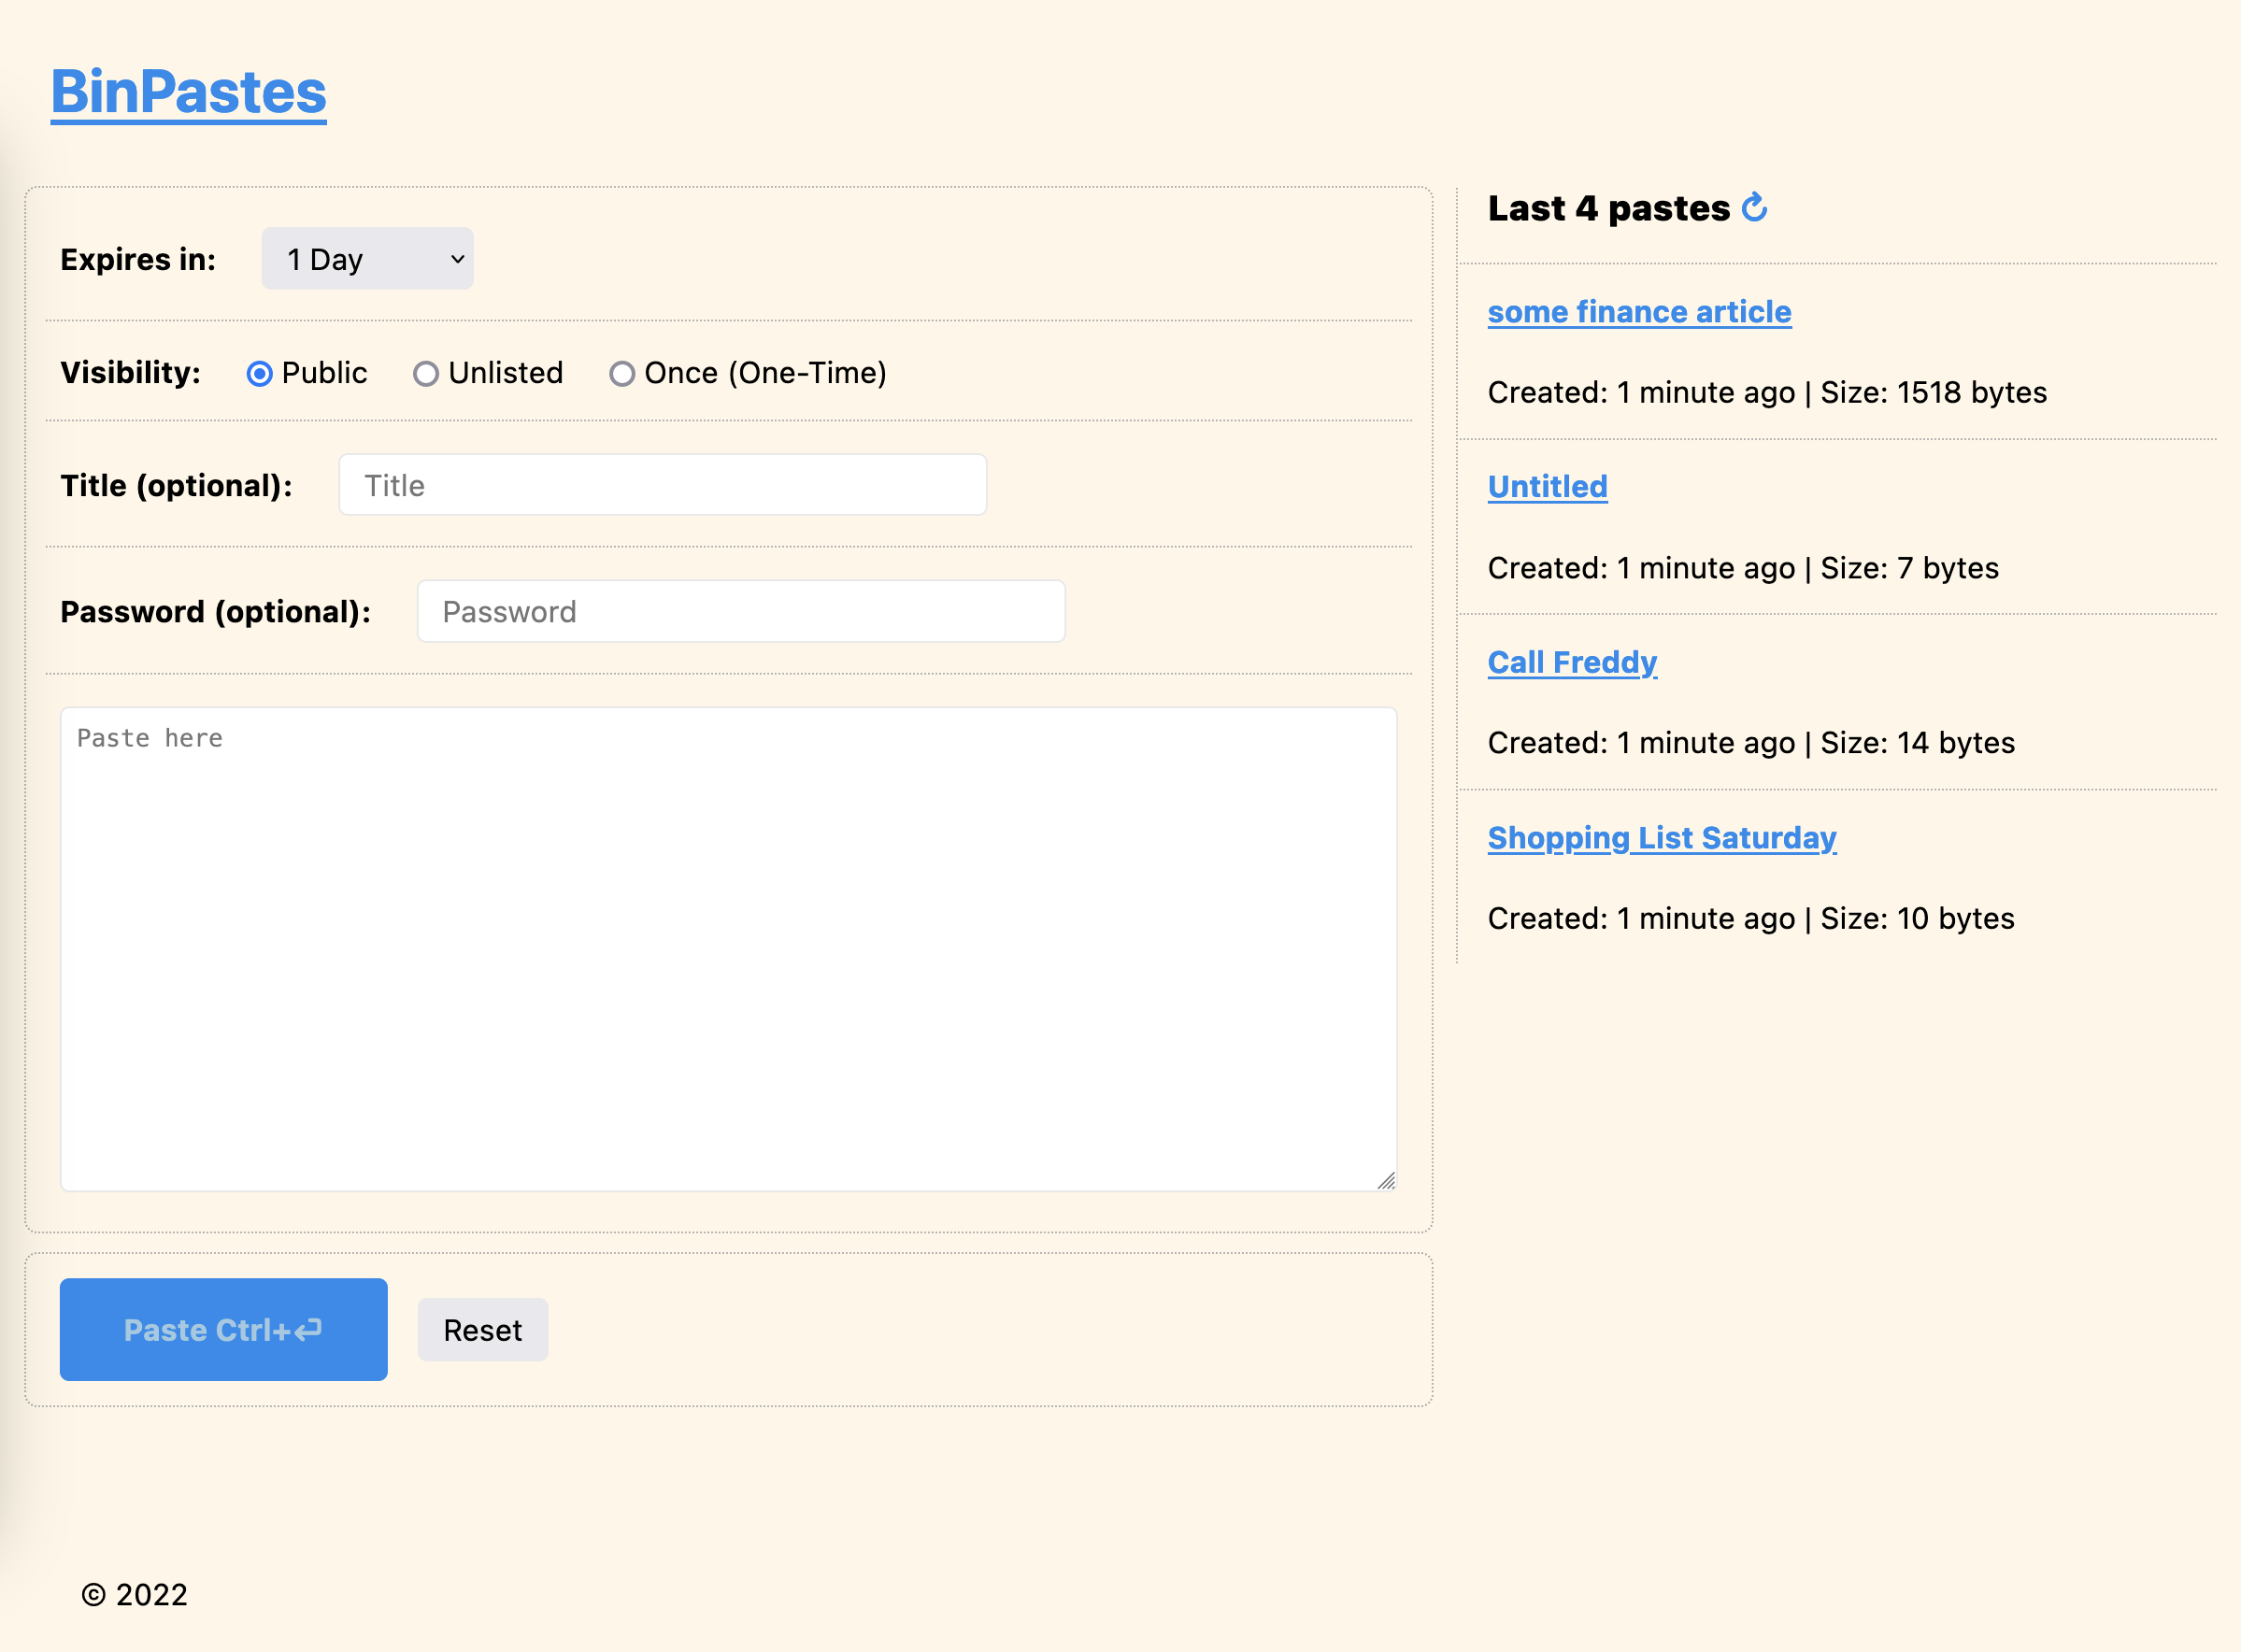 BinPastes
Expires in: 1 Day
Visibility: Public Unlisted Once (One-Time)
Title (optional): Title
Password (optional): Password
Paste here
Paste Ctrl+⏎ Reset
Last 4 pastes ↻
some finance article
Created: 1 minute ago | Size: 1518 bytes
Untitled
Created: 1 minute ago | Size: 7 bytes
Call Freddy
Created: 1 minute ago | Size: 14 bytes
Shopping List Saturday
Created: 1 minute ago | Size: 10 bytes
© 2022